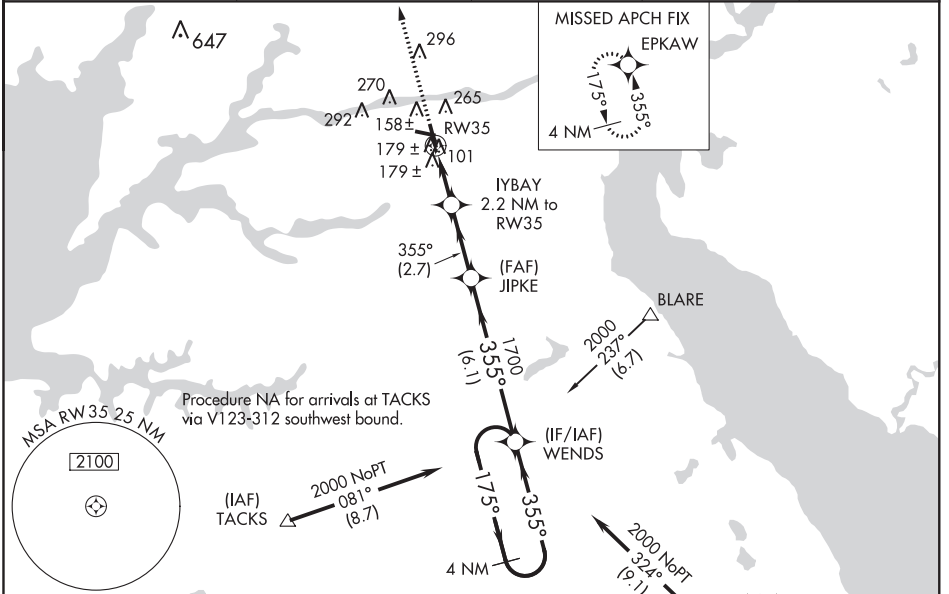 MISSED APCH FIX
EPKAW
175°
355°
4 NM
647
296
270
265
292
158±
RW35
179 ±
101
179 ±
IYBAY
2.2 NM to
RW35
355°
(2.7)
(FAF)
JIPKE
BLARE
2000
237°
(6.7)
1700
355°
(6.1)
Procedure NA for arrivals at TACKS
via V123-312 southwest bound.
MSA RW 35 25 NM
2100
(IF/IAF)
WENDS
(IAF)
TACKS
2000 NoPT
081°
(8.7)
175°
355°
4 NM
2000 NoPT
324°
(9.1)